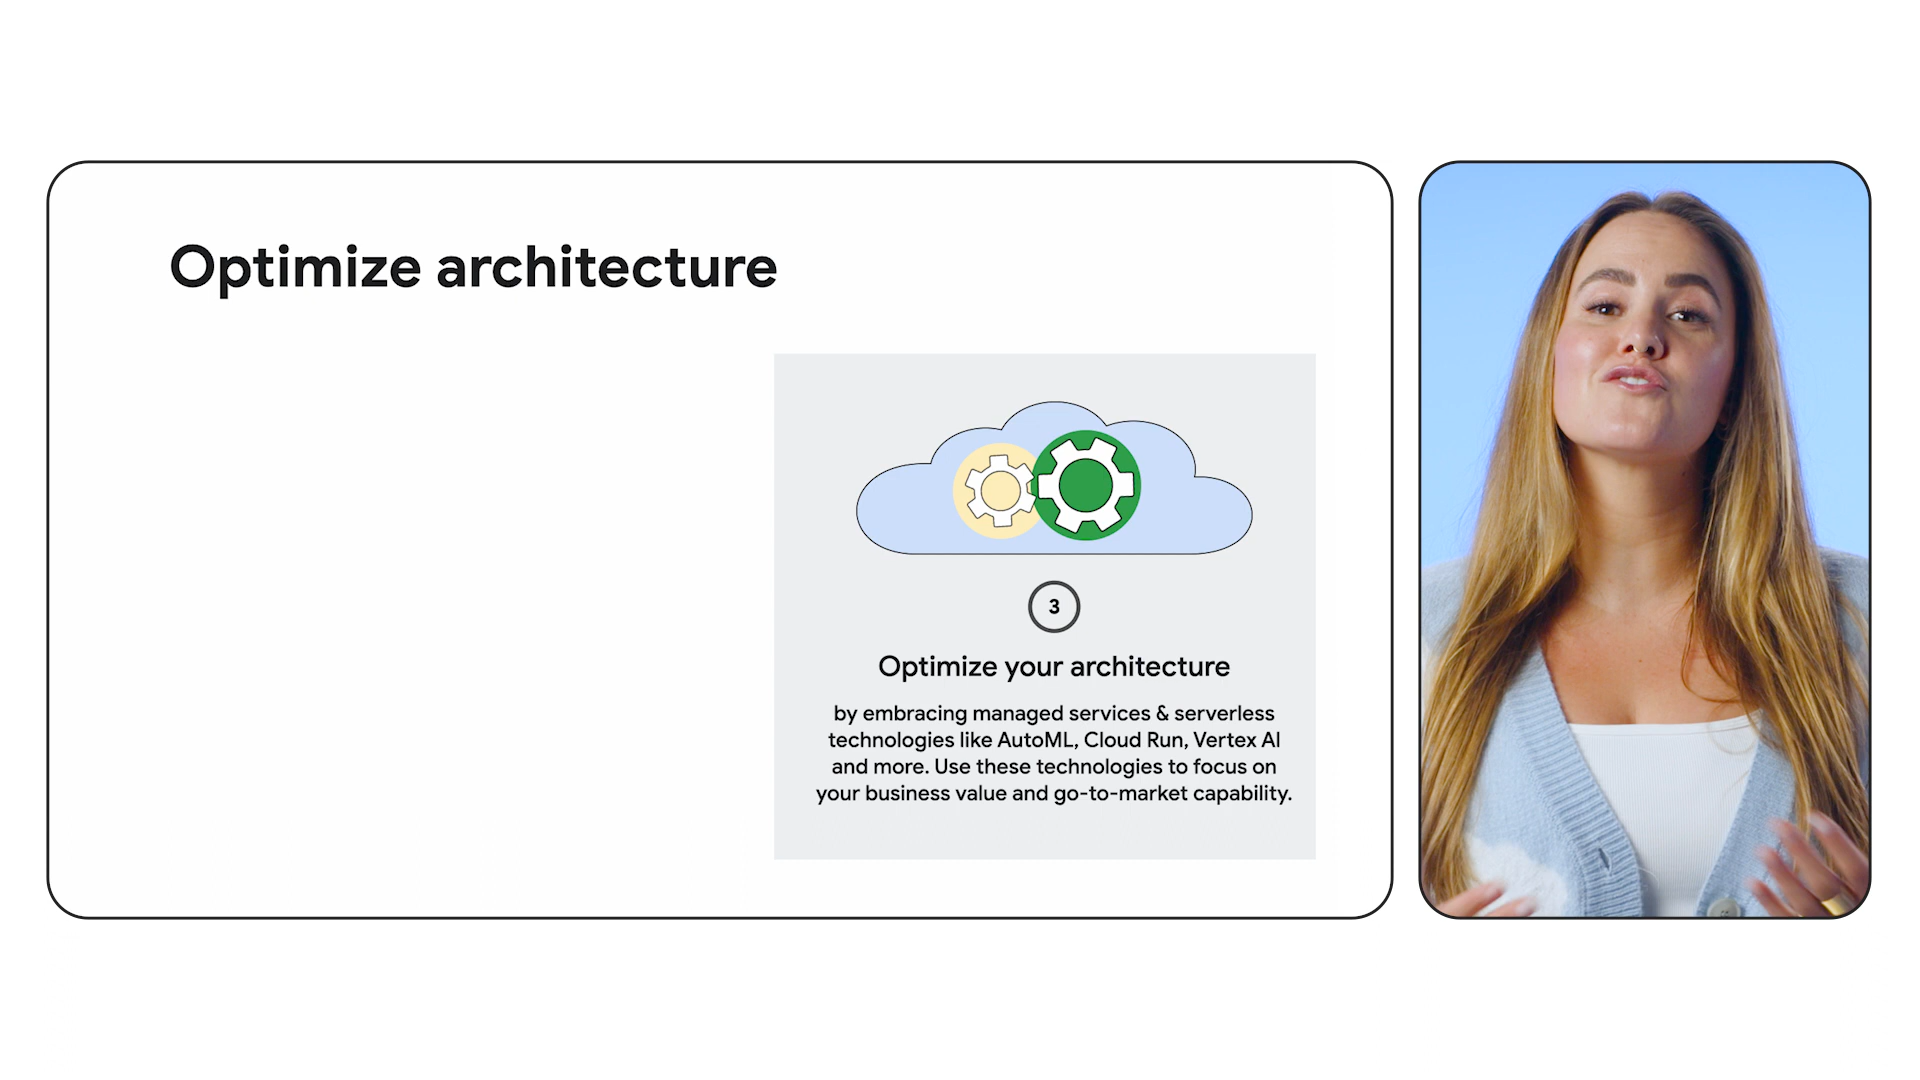 Optimize architecture
3
Optimize your architecture
by embracing managed services & serverless
technologies like AutoML, Cloud Run, Vertex AI
and more. Use these technologies to focus on
your business value and go-to-market capability.